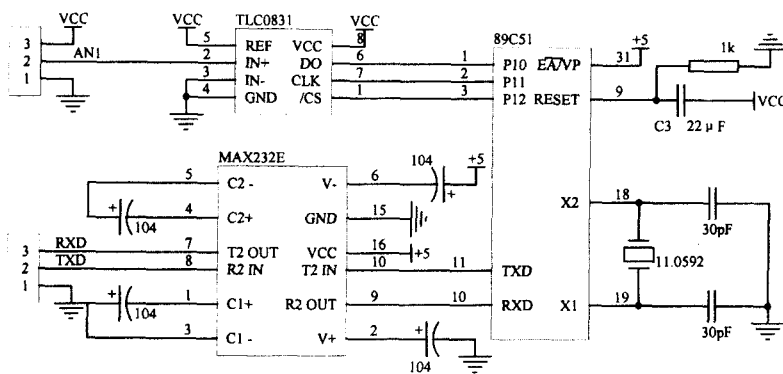 VCC
TLC0831
VCC
VCC
89C51
+5
3
AN1
5 REF VCC 8
1k
2 IN+ DO 6
1 P10 EA/VP 31
2
3 IN- CLK 7
2 P11
1
4 GND /CS 1
3 P12 RESET 9
VCC
C3 22μF
MAX232E
104
+5
5 C2 - V- 6
+
4 C2+ GND 15
+
104
X2 18
30pF
RXD
VCC 16
+5
3
7 T2 OUT
TXD
2
8 R2 IN T2 IN 10
11 TXD
11.0592
1
+
1 C1+ R2 OUT 9
10 RXD
X1 19
104
3 C1 - V+ 2
+
104
30pF